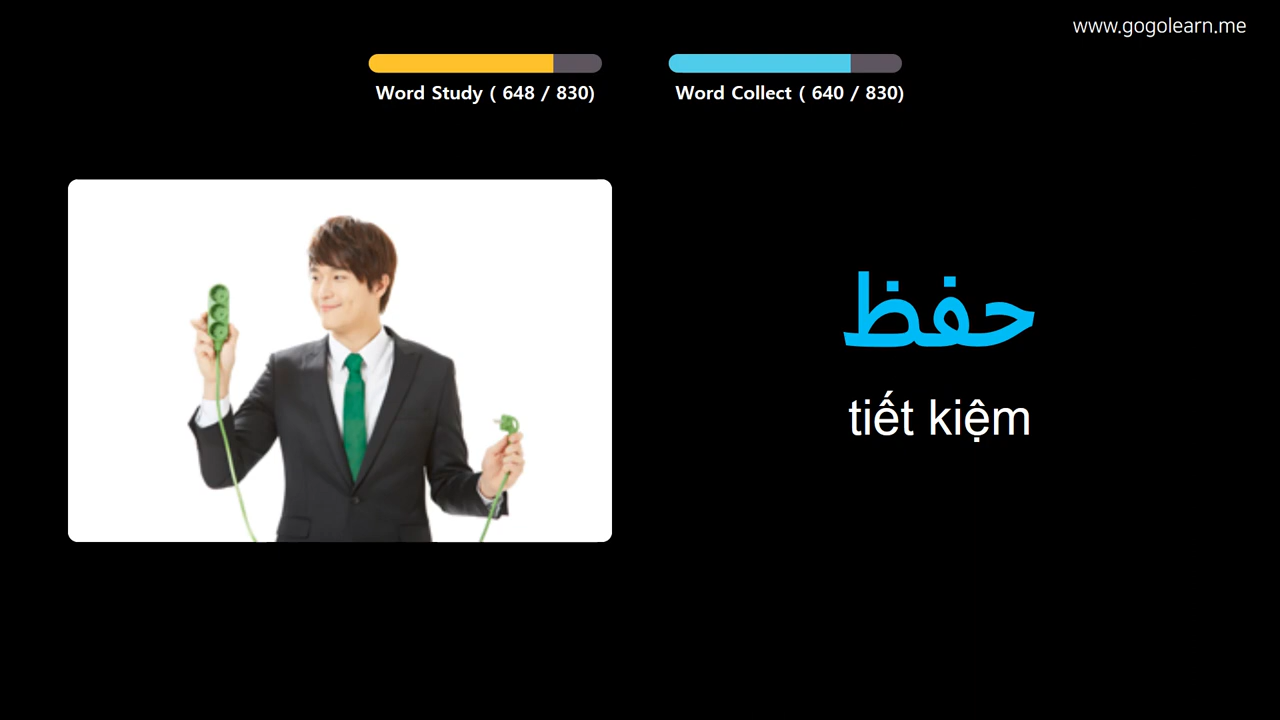 www.gogolearn.me
Word Study ( 648 / 830)
Word Collect ( 640 / 830)
حفظ
tiết kiệm